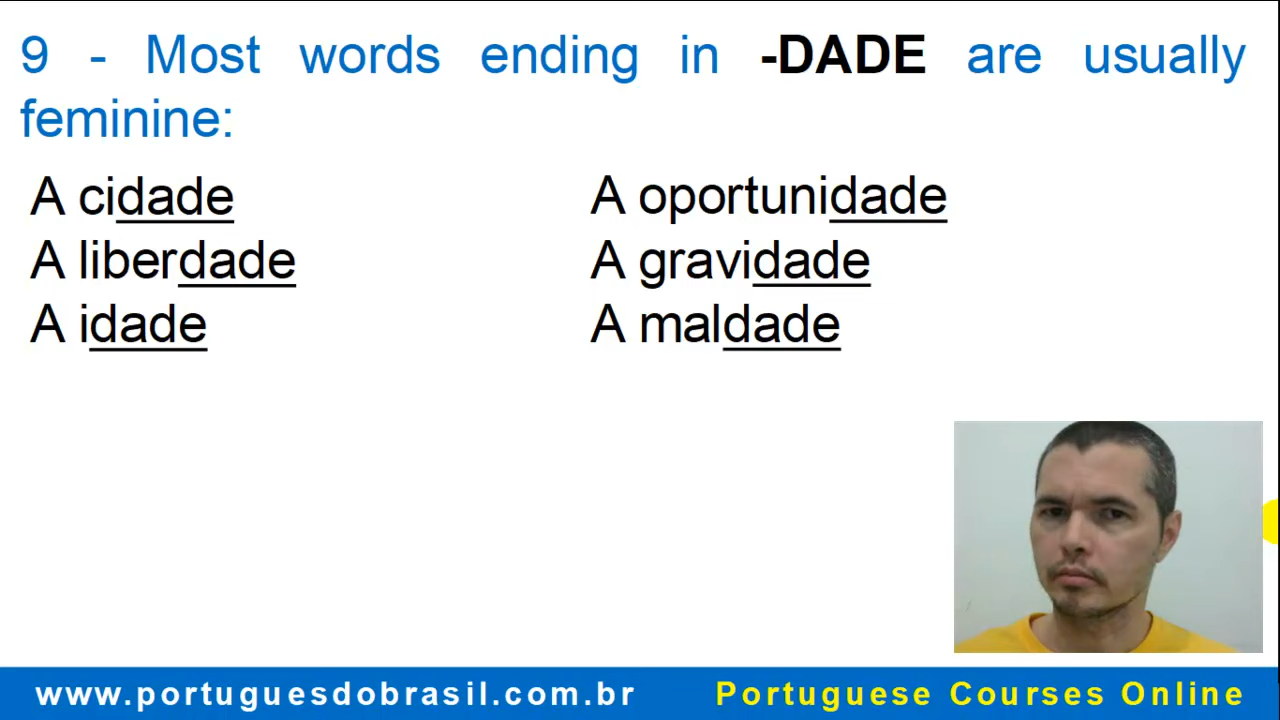 9 - Most words ending in -DADE are usually
feminine:
A cidade
A liberdade
A idade
A oportunidade
A gravidade
A maldade
www.portuguesdobrasil.com.br
Portuguese Courses Online